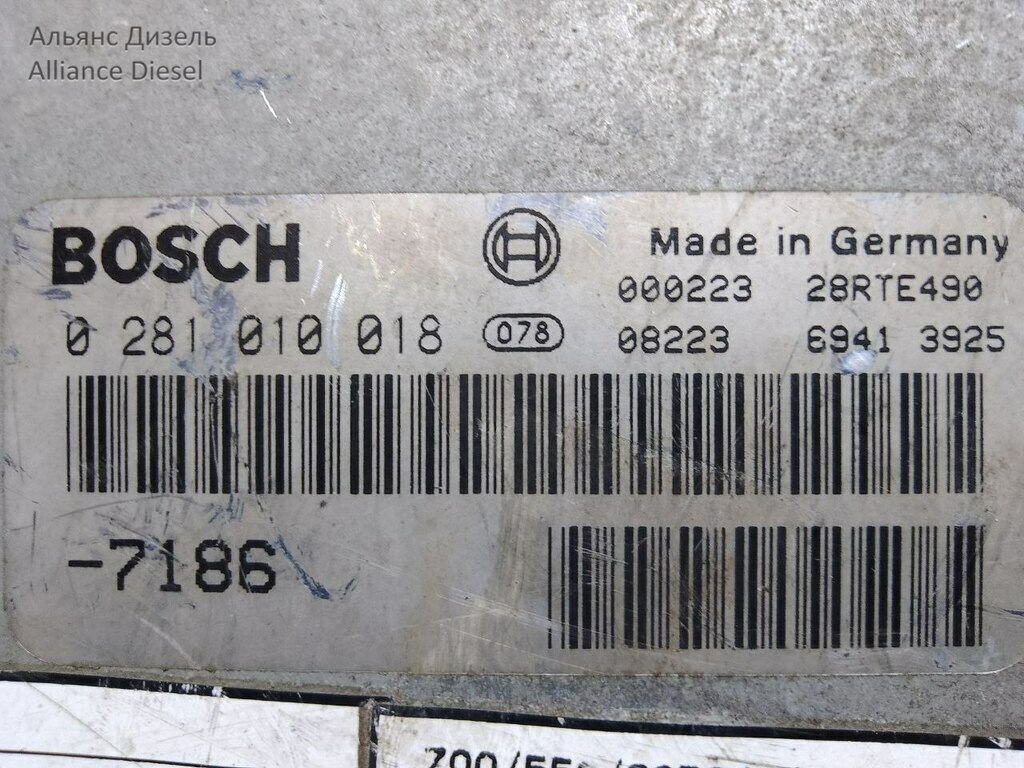 Альянс Дизель
Alliance Diesel
BOSCH
Made in Germany
000223 28RTE490
0 281 010 018 078
08223 6941 3925
-7186